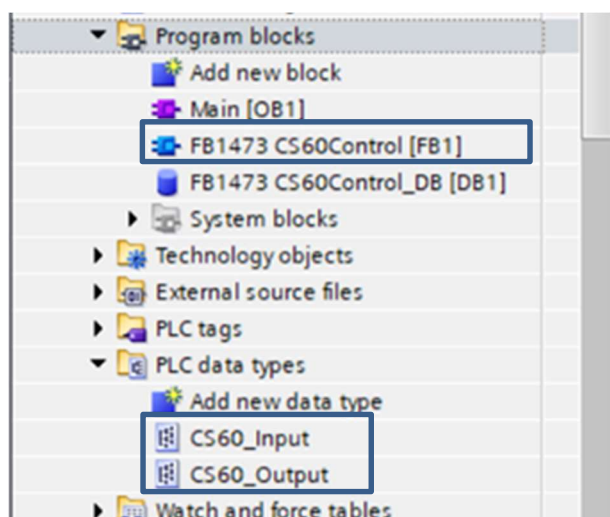 Program blocks
Add new block
Main [OB1]
FB1473 CS60Control [FB1]
FB1473 CS60Control_DB [DB1]
System blocks
Technology objects
External source files
PLC tags
PLC data types
Add new data type
CS60_Input
CS60_Output
Watch and force tables